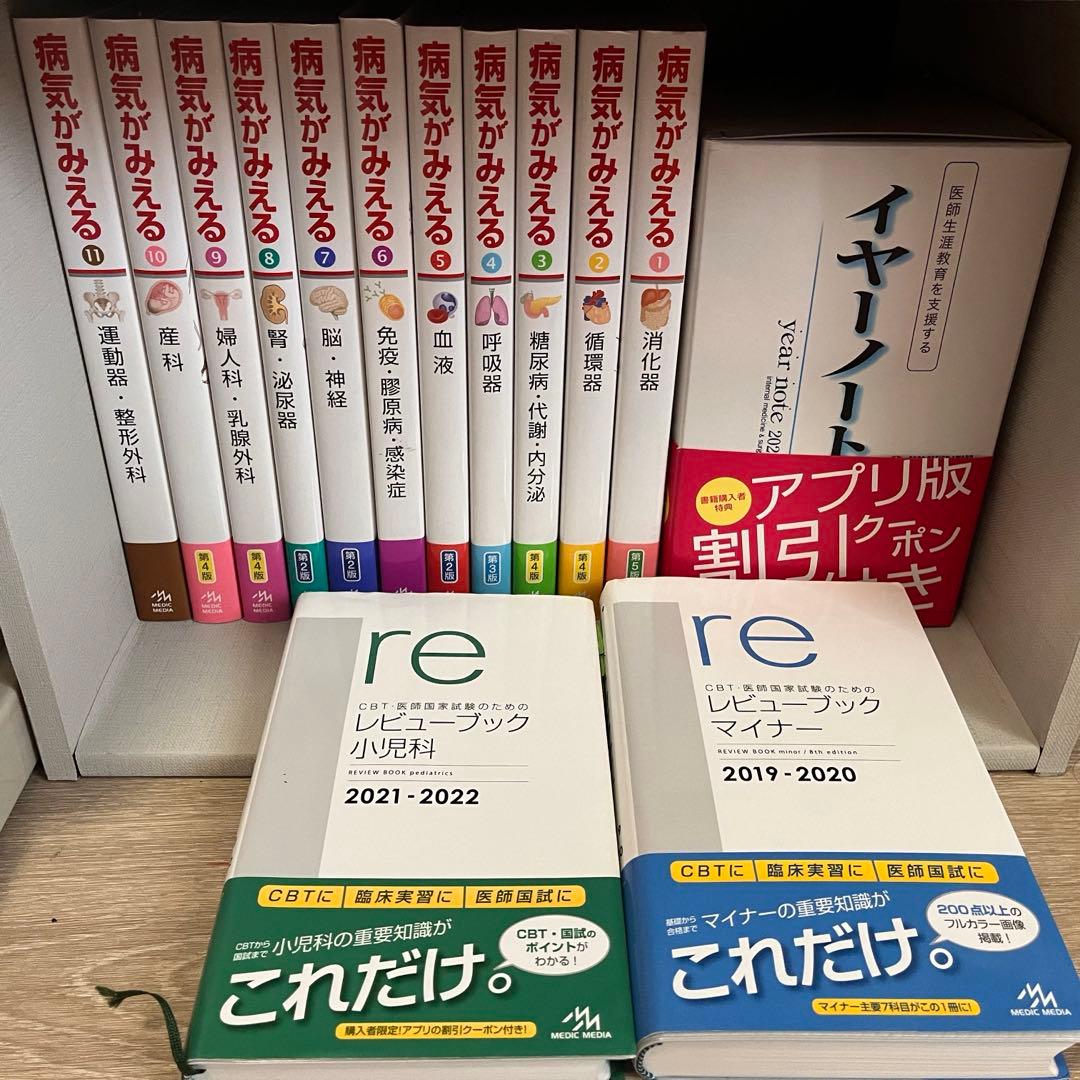 病気がみえる
11
運動器・整形外科
MEDIC MEDIA
病気がみえる
10
産科
第4版
MEDIC MEDIA
病気がみえる
9
婦人科・乳腺外科
第4版
MEDIC MEDIA
病気がみえる
8
腎・泌尿器
第2版
病気がみえる
7
脳・神経
第2版
病気がみえる
6
免疫・膠原病・感染症
病気がみえる
5
血液
第2版
病気がみえる
4
呼吸器
第3版
病気がみえる
3
糖尿病・代謝・内分泌
第4版
病気がみえる
2
循環器
第4版
病気がみえる
1
消化器
第5版
医師生涯教育を支援する
イヤーノート
year note 202
internal medicine & surg
書籍購入者
特典
アプリ版
割引クーポン
付き
re
CBT・医師国家試験のための
レビューブック
小児科
REVIEW BOOK pediatrics
2021-2022
CBTに 臨床実習に 医師国試に
CBTから
国試まで
小児科の重要知識が
これだけ。
CBT・国試の
ポイントが
わかる！
購入者限定！アプリの割引クーポン付き！
MEDIC MEDIA
re
CBT・医師国家試験のための
レビューブック
マイナー
REVIEW BOOK minor / 8th edition
2019-2020
CBTに 臨床実習に 医師国試に
基礎から
合格まで
マイナーの重要知識が
これだけ。
200点以上の
フルカラー画像
掲載！
マイナー主要7科目がこの1冊に！
MEDIC MEDIA